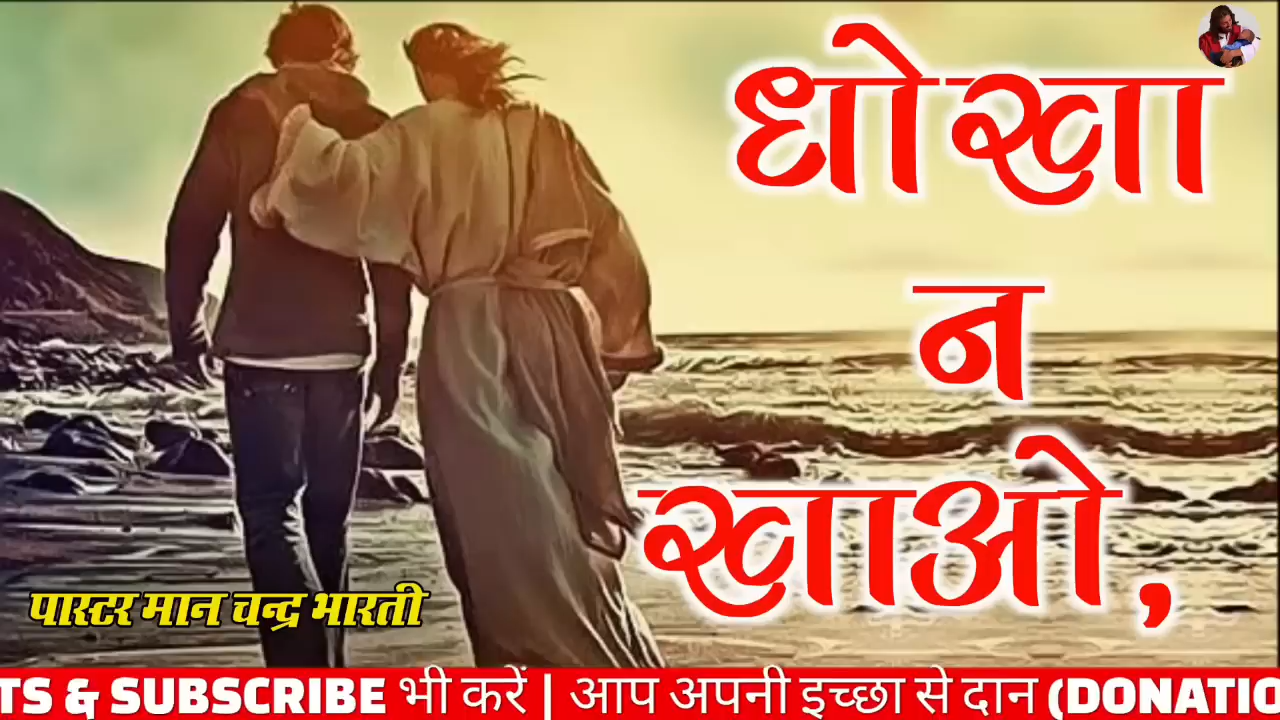 धोखा
न
खाओ,
पास्टर मान चन्द्र भारती
TS & SUBSCRIBE भी करें | आप अपनी इच्छा से दान (DONATIO